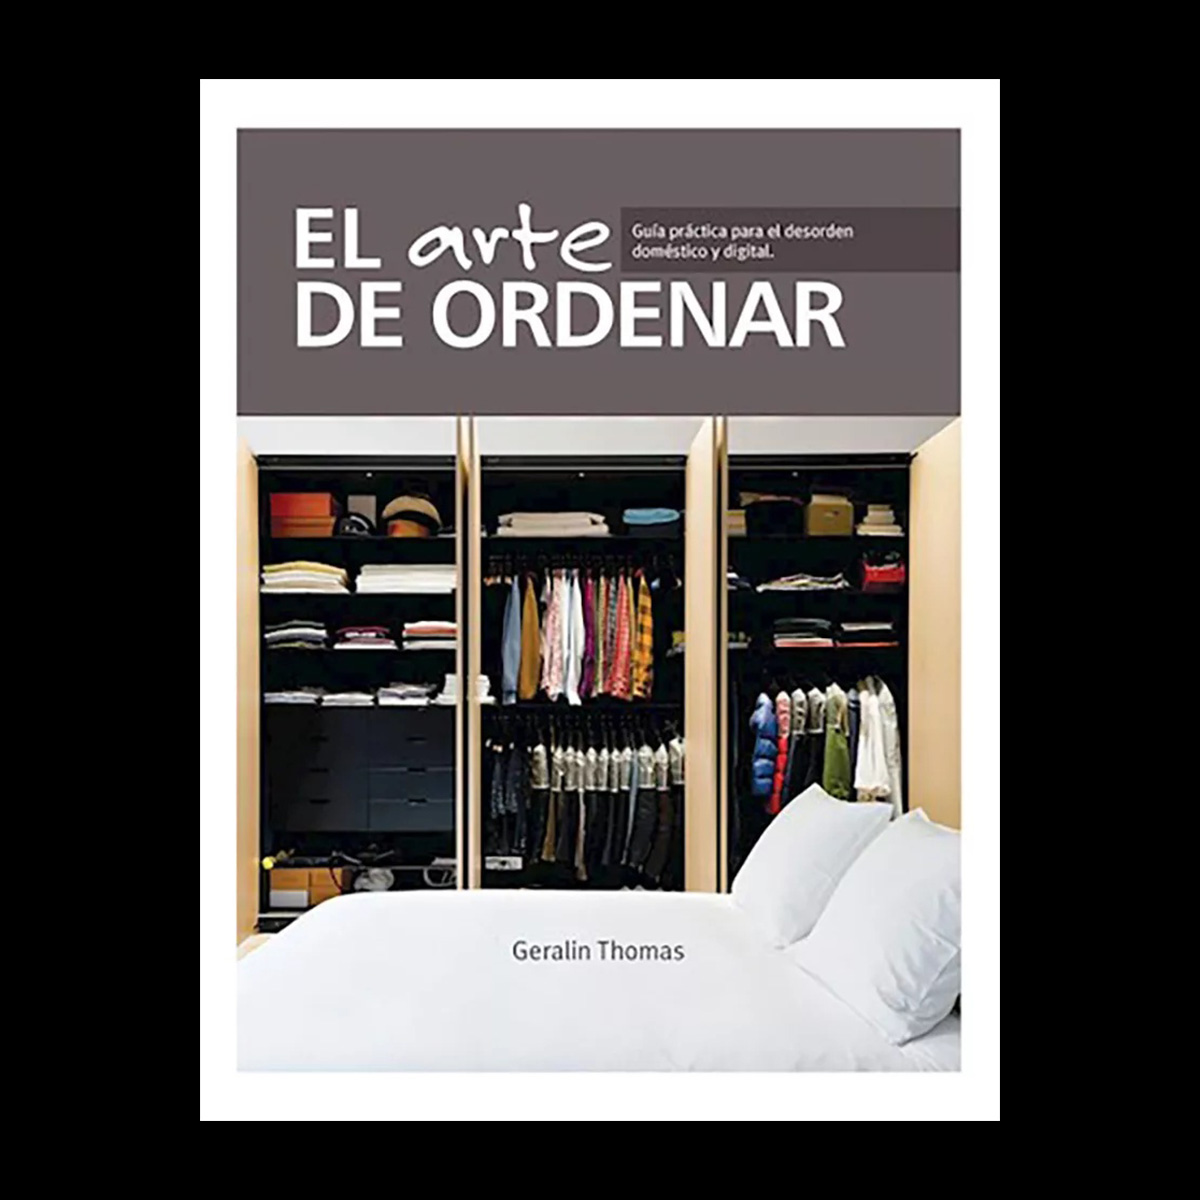 EL arte
Guía práctica para el desorden
doméstico y digital.
DE ORDENAR
Geralin Thomas